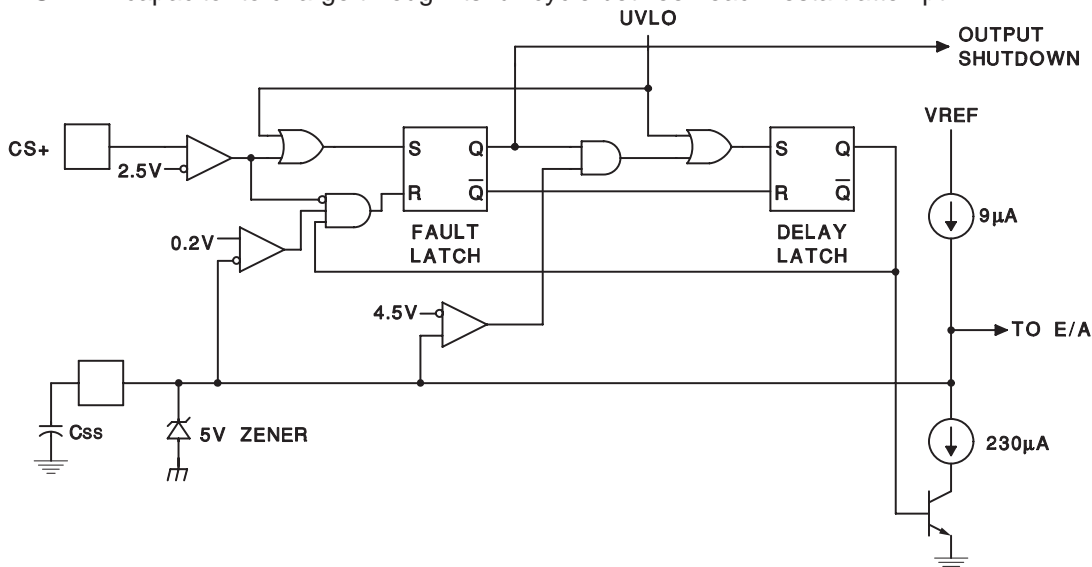 UVLO
OUTPUT
SHUTDOWN
VREF
CS+
2.5V
S
Q
R
Q
FAULT
LATCH
S
Q
R
Q
DELAY
LATCH
9µA
0.2V
4.5V
TO E/A
Css
5V ZENER
230µA